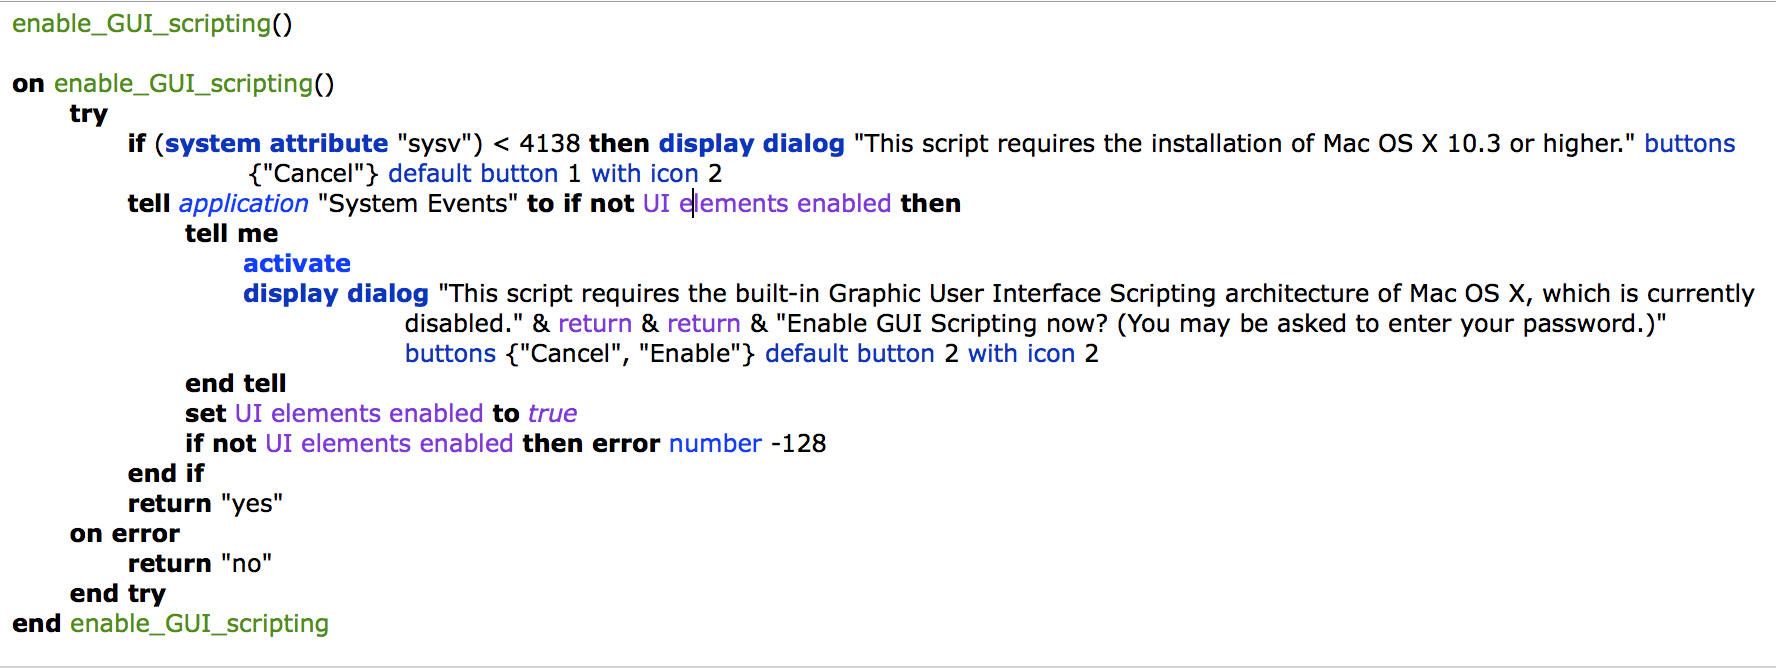 enable_GUI_scripting()
on enable_GUI_scripting()
try
if (system attribute "sysv") < 4138 then display dialog "This script requires the installation of Mac OS X 10.3 or higher." buttons
{"Cancel"} default button 1 with icon 2
tell application "System Events" to if not UI elements enabled then
tell me
activate
display dialog "This script requires the built-in Graphic User Interface Scripting architecture of Mac OS X, which is currently
disabled." & return & return & "Enable GUI Scripting now? (You may be asked to enter your password.)"
buttons {"Cancel", "Enable"} default button 2 with icon 2
end tell
set UI elements enabled to true
if not UI elements enabled then error number -128
end if
return "yes"
on error
return "no"
end try
end enable_GUI_scripting